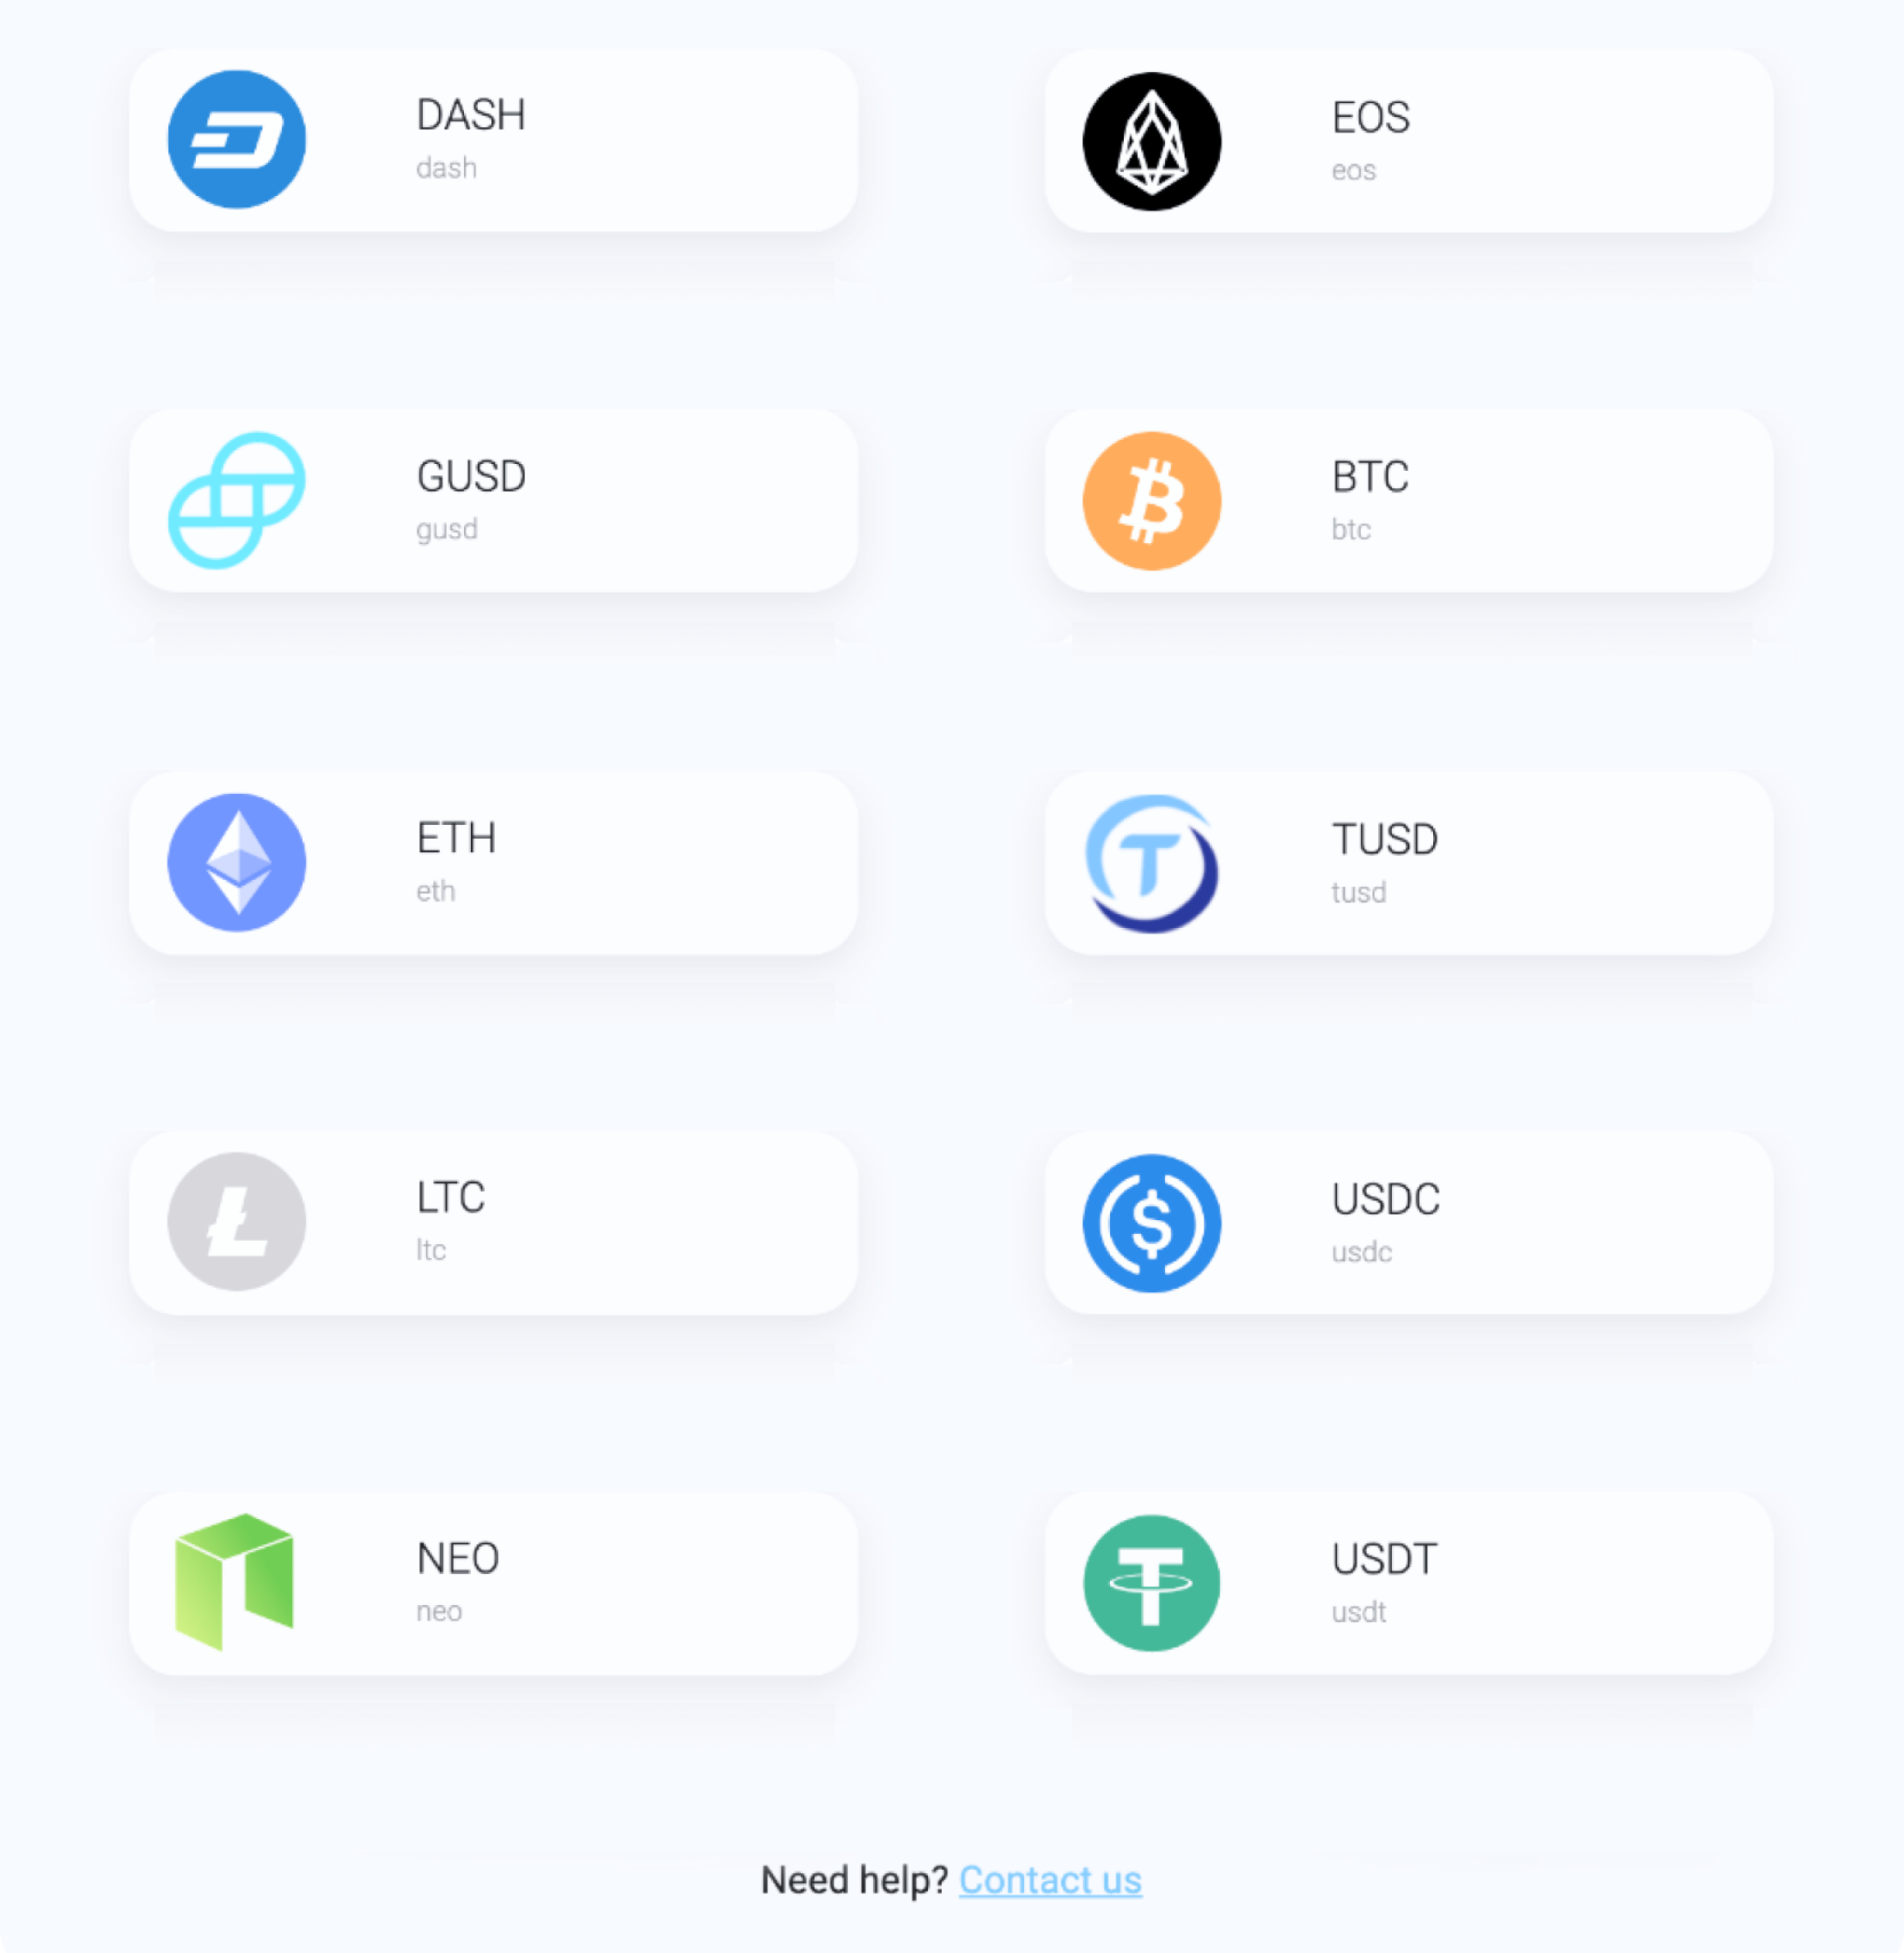 DASH
dash
EOS
eos
GUSD
gusd
BTC
btc
ETH
eth
TUSD
tusd
LTC
ltc
USDC
usdc
NEO
neo
USDT
usdt
Need help? Contact us